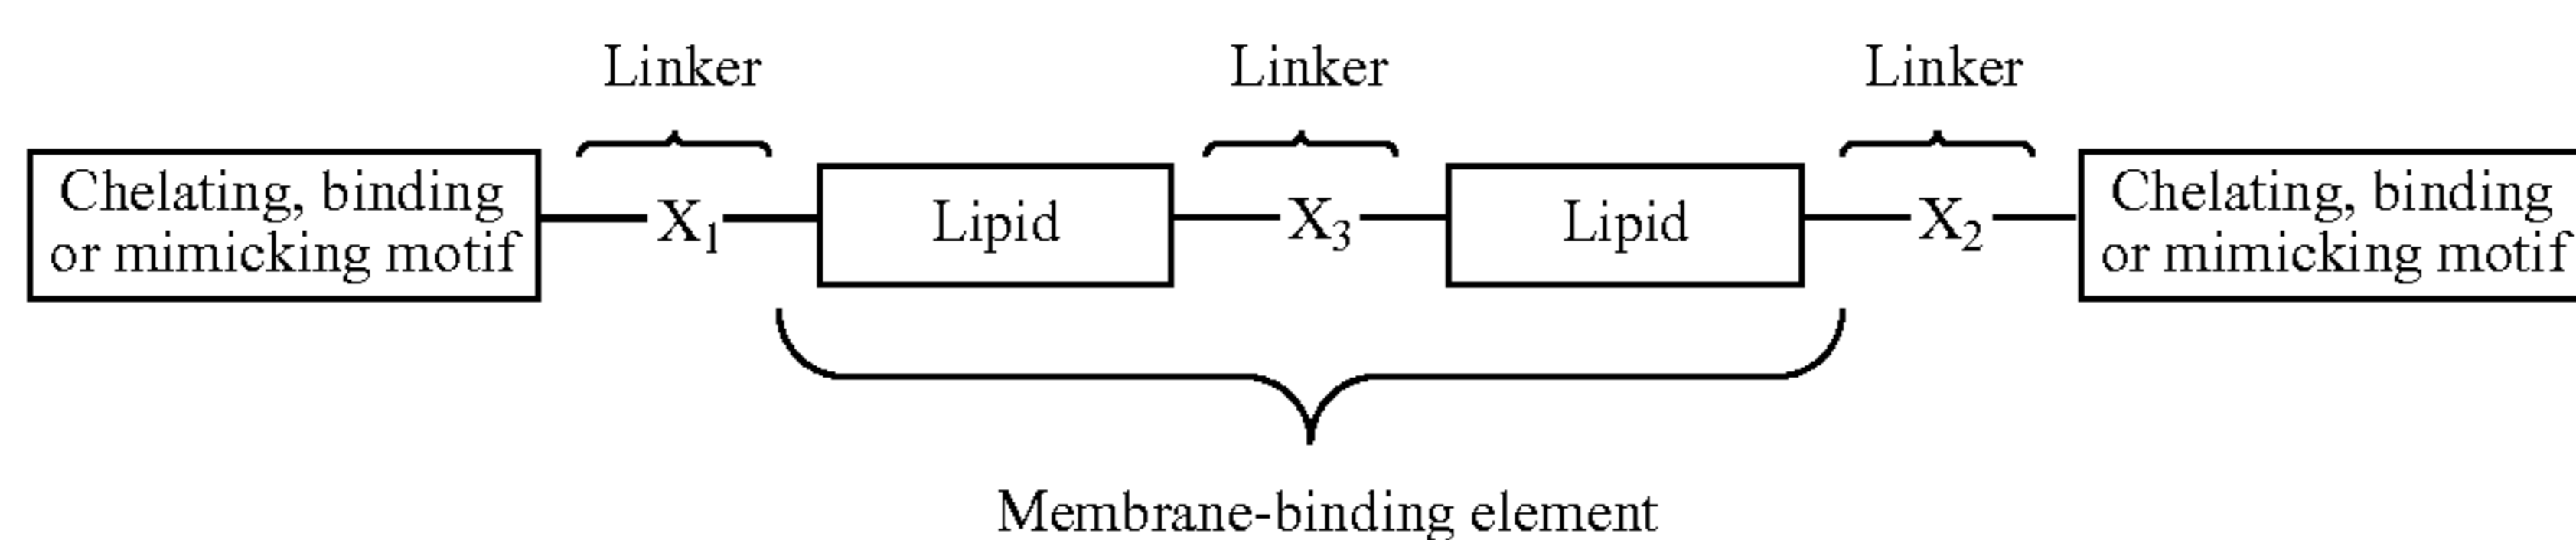 Linker Linker Linker
Chelating, binding
or mimicking motif
X₁
Lipid
X₃
Lipid
X₂
Chelating, binding
or mimicking motif
Membrane-binding element